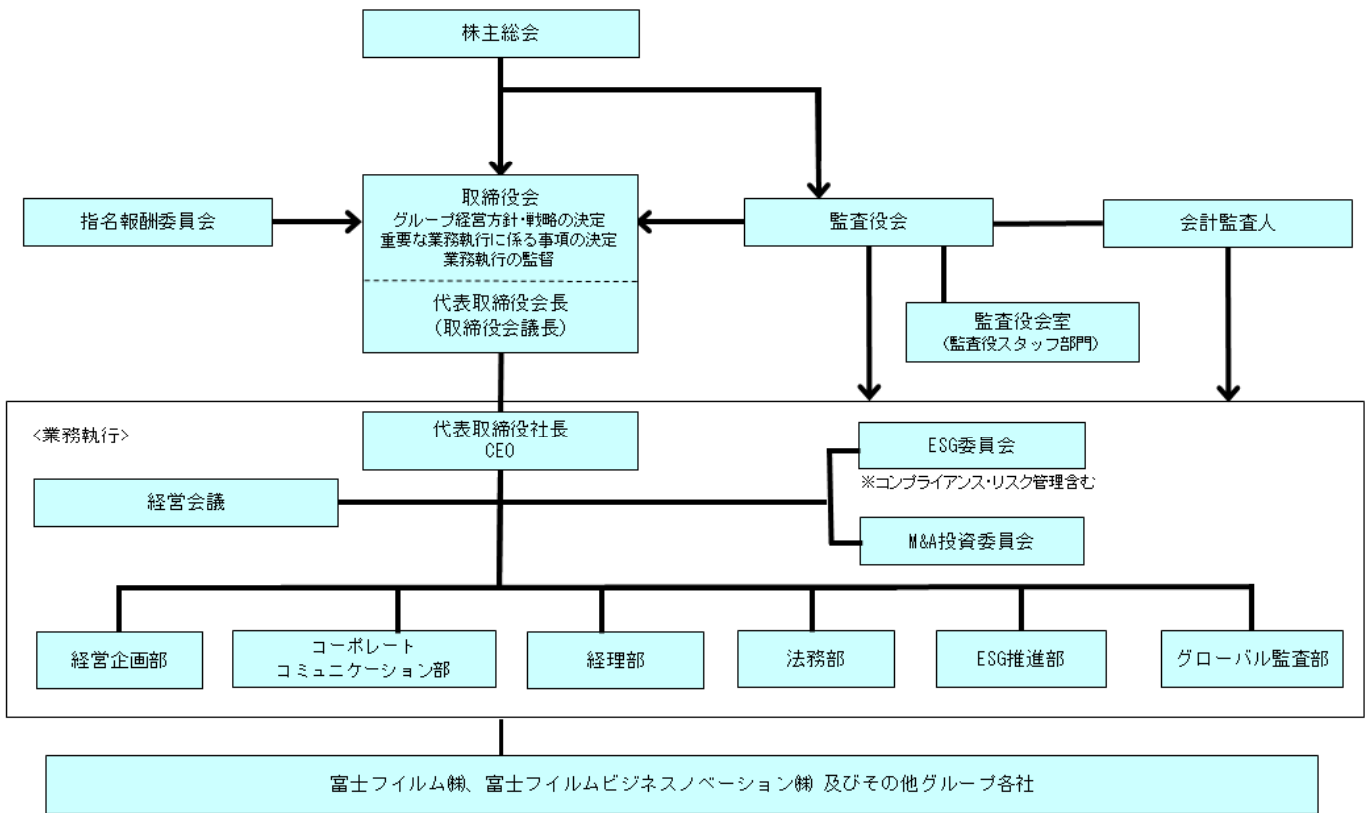 株主総会
指名報酬委員会
取締役会
グループ経営方針・戦略の決定
重要な業務執行に係る事項の決定
業務執行の監督
代表取締役会長
(取締役会議長)
監査役会
会計監査人
監査役会室
(監査役スタッフ部門)
<業務執行>
代表取締役社長
CEO
経営会議
ESG委員会
※コンプライアンス・リスク管理含む
M&A投資委員会
経営企画部
コーポレート
コミュニケーション部
経理部
法務部
ESG推進部
グローバル監査部
富士フイルム㈱、富士フイルムビジネスノベーション㈱ 及びその他グループ各社